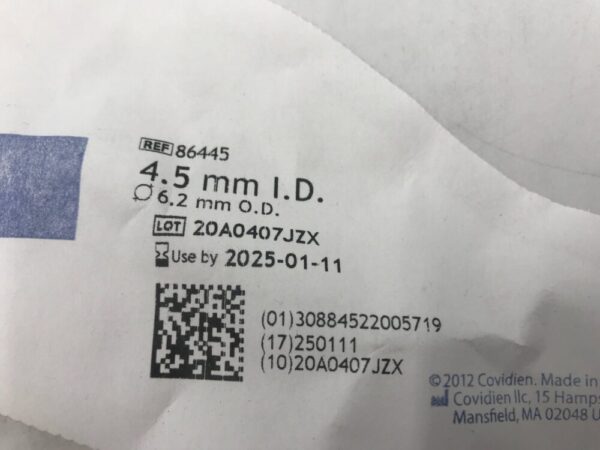 REF 86445
4.5 mm I.D.
6.2 mm O.D.
LOT 20A0407JZX
Use by 2025-01-11
(01)30884522005719
(17)250111
(10)20A0407JZX
© 2012 Covidien. Made in
Covidien llc, 15 Hamps
Mansfield, MA 02048 U